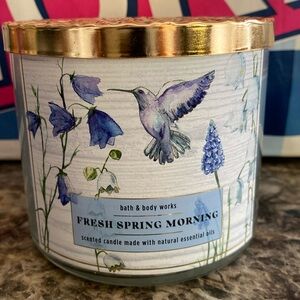 bath & body works
FRESH SPRING MORNING
scented candle made with natural essential oils